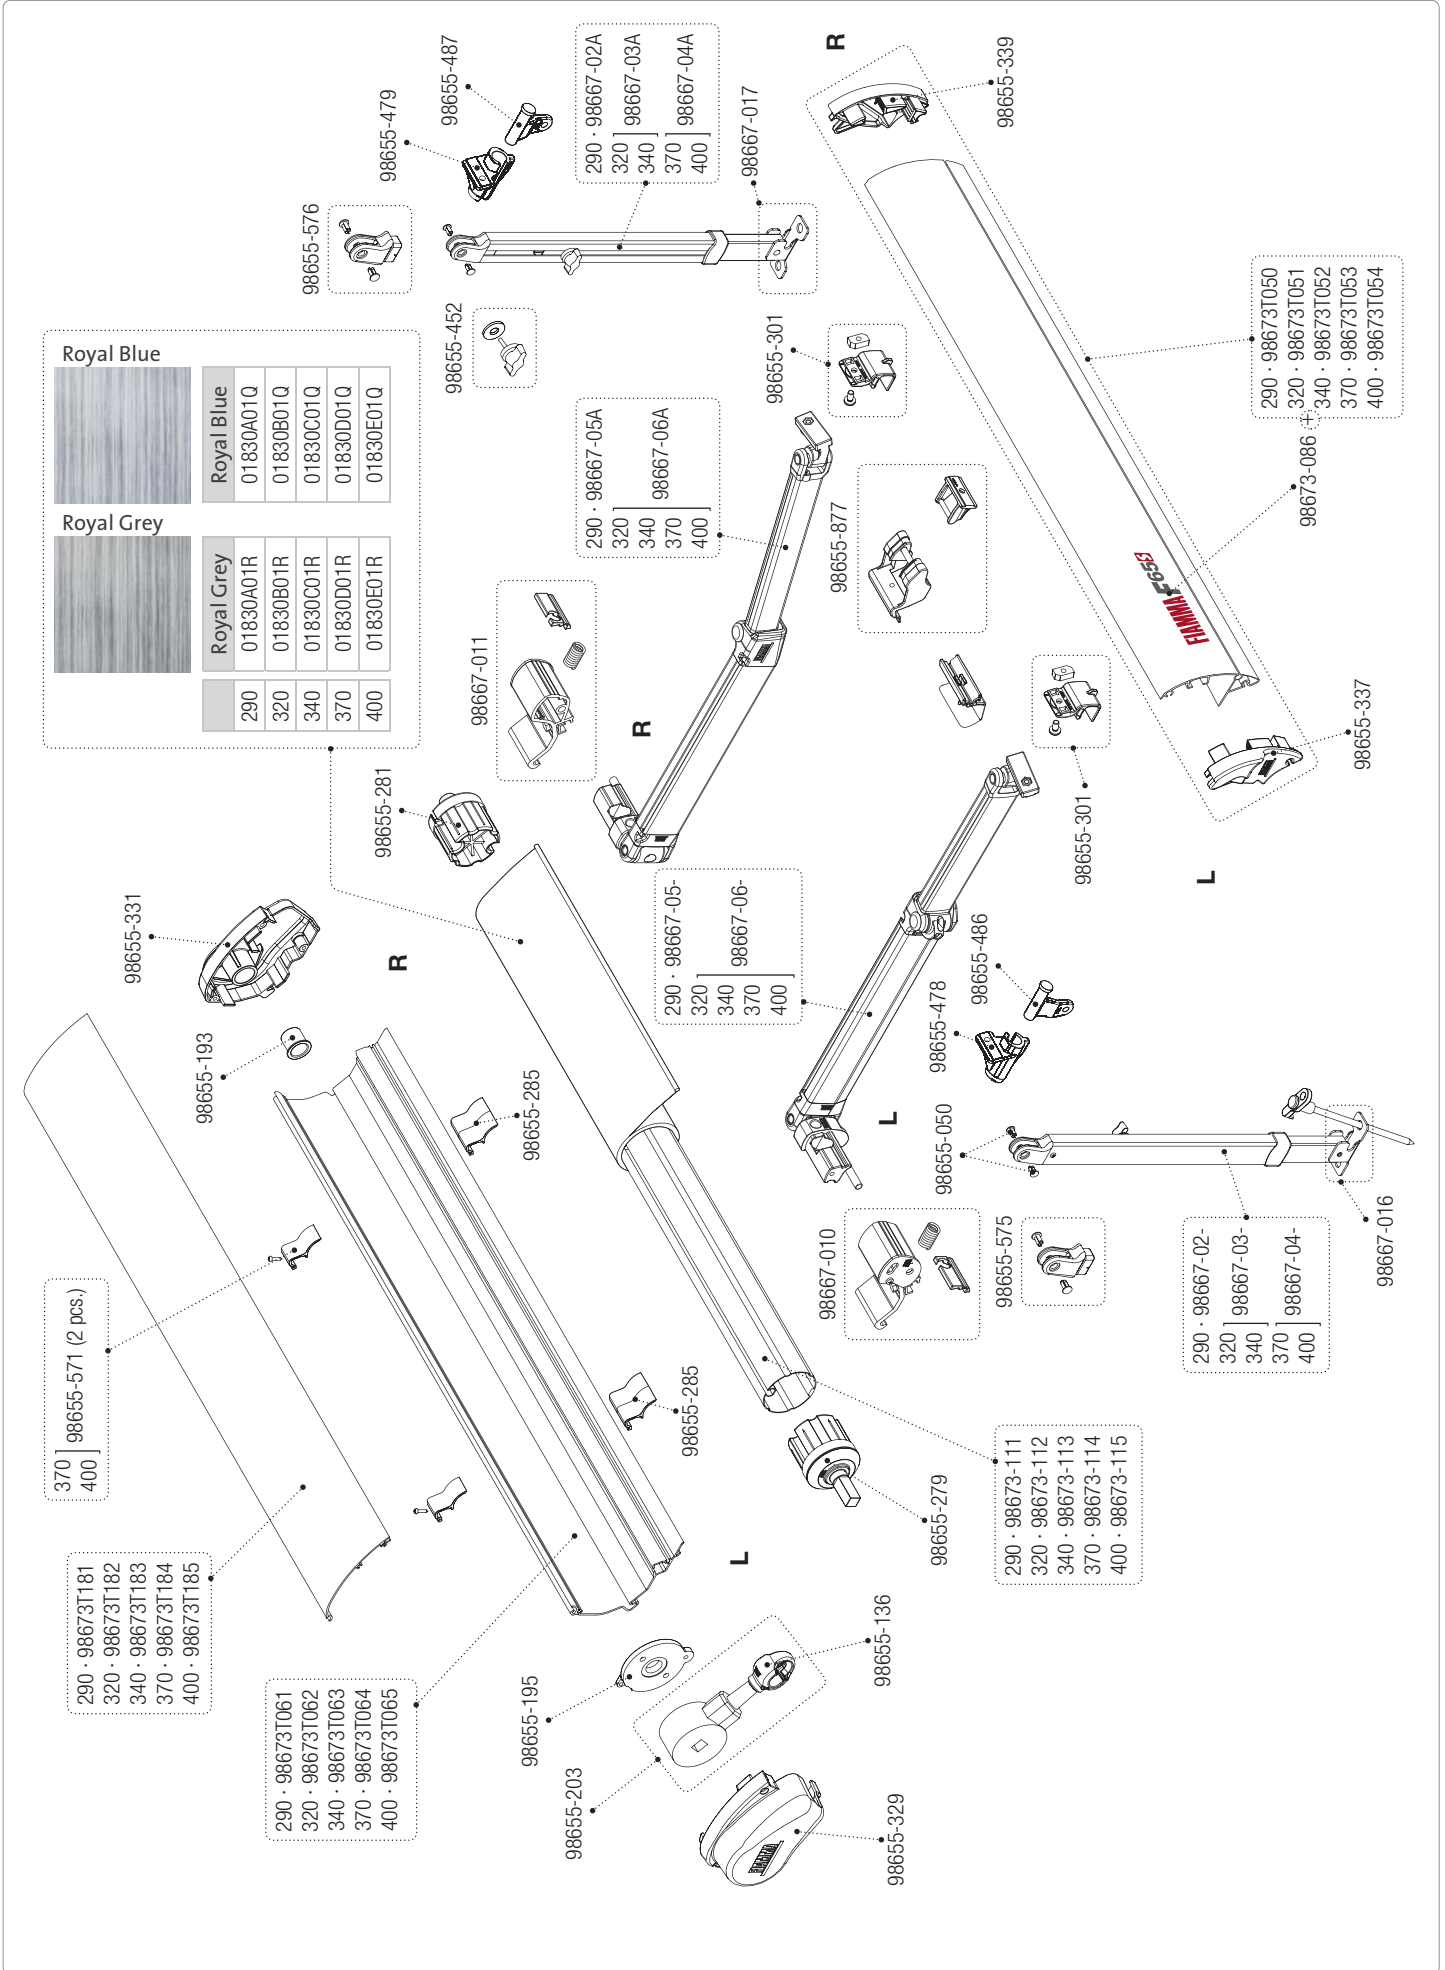 98655-479
98655-487
98655-576
290 · 98667-02A
320
340
98667-03A
370
400
98667-04A
98667-017
R
98655-339
98655-452
98655-301
290 · 98673T050
320 · 98673T051
340 · 98673T052
370 · 98673T053
400 · 98673T054
98673-086
+
FIAMMA F65S
Royal Blue
Royal Blue
01830A01Q
01830B01Q
01830C01Q
01830D01Q
01830E01Q
Royal Grey
Royal Grey
01830A01R
01830B01R
01830C01R
01830D01R
01830E01R
290
320
340
370
400
290 · 98667-05A
320
340
370
400
98667-06A
98667-011
R
98655-877
98655-301
98655-337
L
98655-281
98655-331
R
98655-193
98655-285
290 · 98667-05-
320
340
370
400
98667-06-
98655-486
98655-478
L
98655-050
98667-010
98655-575
290 · 98667-02-
320
340
98667-03-
370
400
98667-04-
98667-016
370
400
98655-571 (2 pcs.)
98655-285
98655-279
290 · 98673-111
320 · 98673-112
340 · 98673-113
370 · 98673-114
400 · 98673-115
L
290 · 98673T181
320 · 98673T182
340 · 98673T183
370 · 98673T184
400 · 98673T185
290 · 98673T061
320 · 98673T062
340 · 98673T063
370 · 98673T064
400 · 98673T065
98655-195
98655-136
98655-203
98655-329
FIAMMA